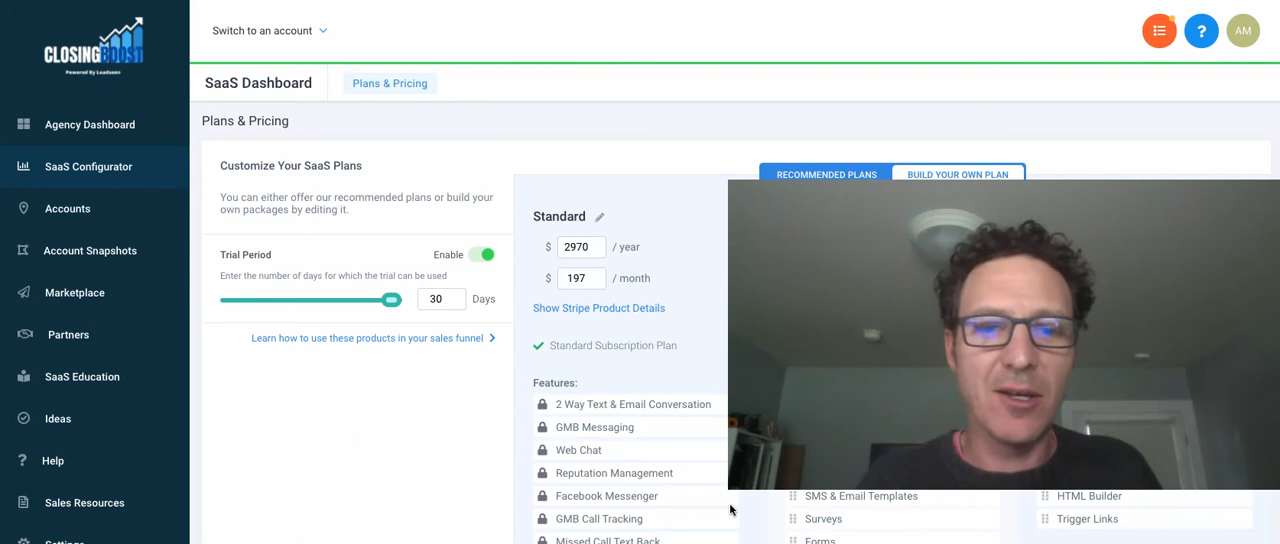 CLOSINGBOOST
Powered By Leadseen
Agency Dashboard
SaaS Configurator
Accounts
Account Snapshots
Marketplace
Partners
SaaS Education
Ideas
Help
Sales Resources
Settings
Switch to an account
?
AM
SaaS Dashboard
Plans & Pricing
Plans & Pricing
Customize Your SaaS Plans
You can either offer our recommended plans or build your
own packages by editing it.
Trial Period
Enable
Enter the number of days for which the trial can be used
30 Days
Learn how to use these products in your sales funnel
RECOMMENDED PLANS
BUILD YOUR OWN PLAN
Standard
$ 2970 / year
$ 197 / month
Show Stripe Product Details
Standard Subscription Plan
Features:
2 Way Text & Email Conversation
GMB Messaging
Web Chat
Reputation Management
Facebook Messenger
GMB Call Tracking
Missed Call Text Back
SMS & Email Templates
Surveys
Forms
HTML Builder
Trigger Links